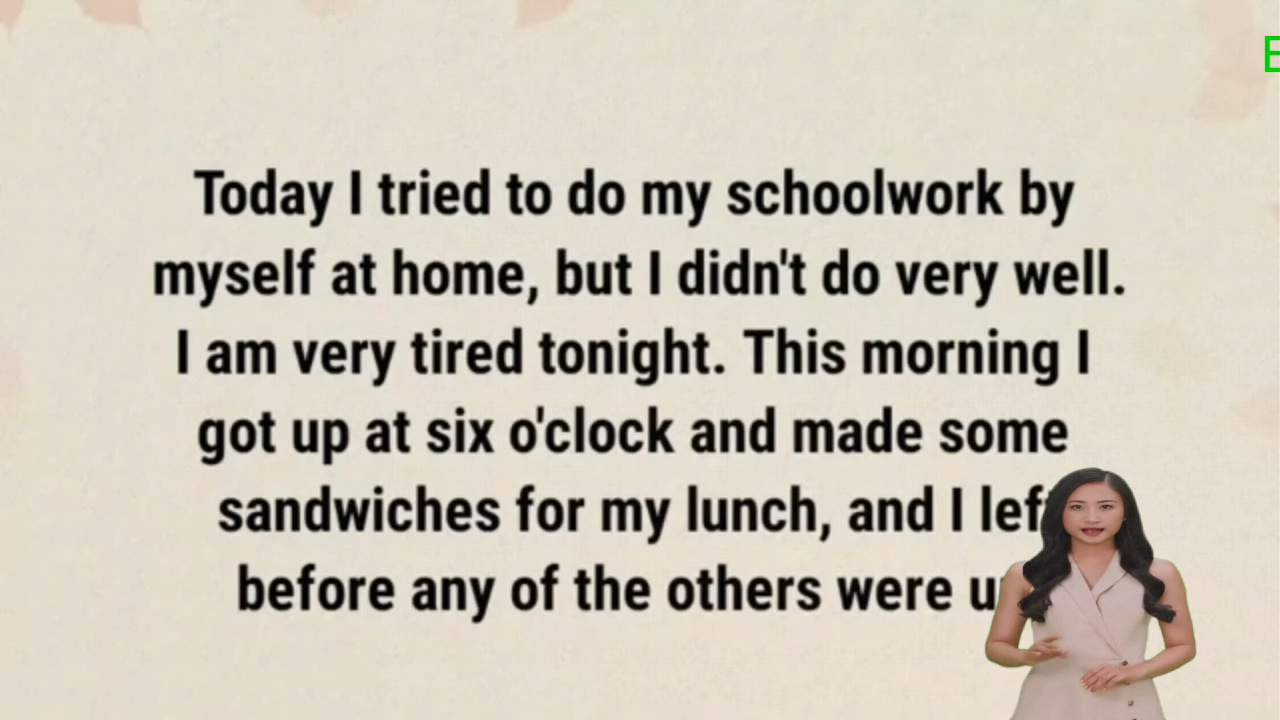 Today I tried to do my schoolwork by
myself at home, but I didn't do very well.
I am very tired tonight. This morning I
got up at six o'clock and made some
sandwiches for my lunch, and I left
before any of the others were